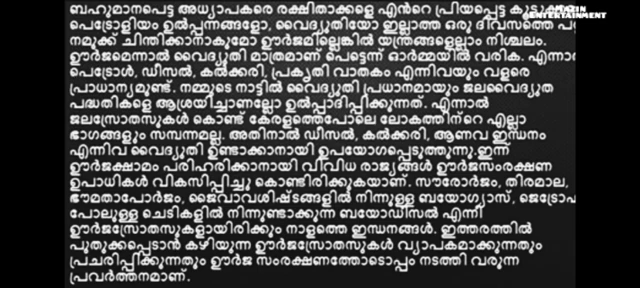 ബഹുമാനപെട്ട അധ്യാപകരെ രക്ഷിതാക്കളെ എൻറെ പ്രിയപ്പെട്ട
AMAZIN
@ENTERTAINMENT
പെട്രോളിയം ഉൽപ്പന്നങ്ങളോ, വൈദ്യുതിയോ ഇല്ലാത്ത ഒരു ദിവസത്തെ
നമുക്ക് ചിന്തിക്കാനാകുമോ ഊർജമില്ലെങ്കിൽ യന്ത്രങ്ങളെല്ലാം നിശ്ചലം.
ഊർജമെന്നാൽ വൈദ്യുതി മാത്രമാണ് പെട്ടെന്ന് ഓർമ്മയിൽ വരിക. എന്നാൽ
പെട്രോൾ, ഡീസൽ, കൽക്കരി, പ്രകൃതി വാതകം എന്നിവയും വളരെ
പ്രാധാന്യമുണ്ട്. നമ്മുടെ നാട്ടിൽ വൈദ്യുതി പ്രധാനമായും ജലവൈദ്യുത
പദ്ധതികളെ ആശ്രയിച്ചാണല്ലോ ഉൽപ്പാദിപ്പിക്കുന്നത്. എന്നാൽ
ജലസ്രോതസുകൾ കൊണ്ട് കേരളത്തെപോലെ ലോകത്തിന്റെ എല്ലാ
ഭാഗങ്ങളും സമ്പന്നമല്ല. അതിനാൽ ഡീസൽ, കൽക്കരി, ആണവ ഇന്ധനം
എന്നിവ വൈദ്യുതി ഉണ്ടാക്കാനായി ഉപയോഗപ്പെടുത്തുന്നു.ഇന്ന്
ഊർജക്ഷാമം പരിഹരിക്കാനായി വിവിധ രാജ്യങ്ങൾ ഊർജസംരക്ഷണ
ഉപാധികൾ വികസിപ്പിച്ചു കൊണ്ടിരിക്കുകയാണ്. സൗരോർജം, തിരമാല,
ഭൗമതാപോർജം, ജൈവാവശിഷ്ടങ്ങളിൽ നിന്നുള്ള ബയോഗ്യാസ്,
പോലുള്ള ചെടികളിൽ നിന്നുണ്ടാക്കുന്ന ബയോഡീസൽ എന്നി
ഊർജസ്രോതസുകളായിരിക്കും നാളത്തെ ഇന്ധനങ്ങൾ. ഇത്തരത്തിൽ
പുതുക്കപ്പെടാൻ കഴിയുന്ന ഊർജസ്രോതസുകൾ വ്യാപകമാക്കുന്നതും
പ്രചരിപ്പിക്കുന്നതും ഊർജ സംരക്ഷണത്തോടൊപ്പം നടത്തി വരുന്ന
പ്രവർത്തനമാണ്.